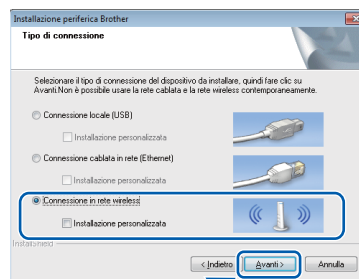 Installazione periferica Brother
Tipo di connessione
Selezionare il tipo di connessione del dispositivo da installare, quindi fare clic su
Avanti.Non è possibile usare la rete cablata e la rete wireless contemporaneamente.
Connessione locale (USB)
Installazione personalizzata
Connessione cablata in rete (Ethernet)
Installazione personalizzata
Connessione in rete wireless
Installazione personalizzata
InstallShield
< Indietro Avanti > Annulla